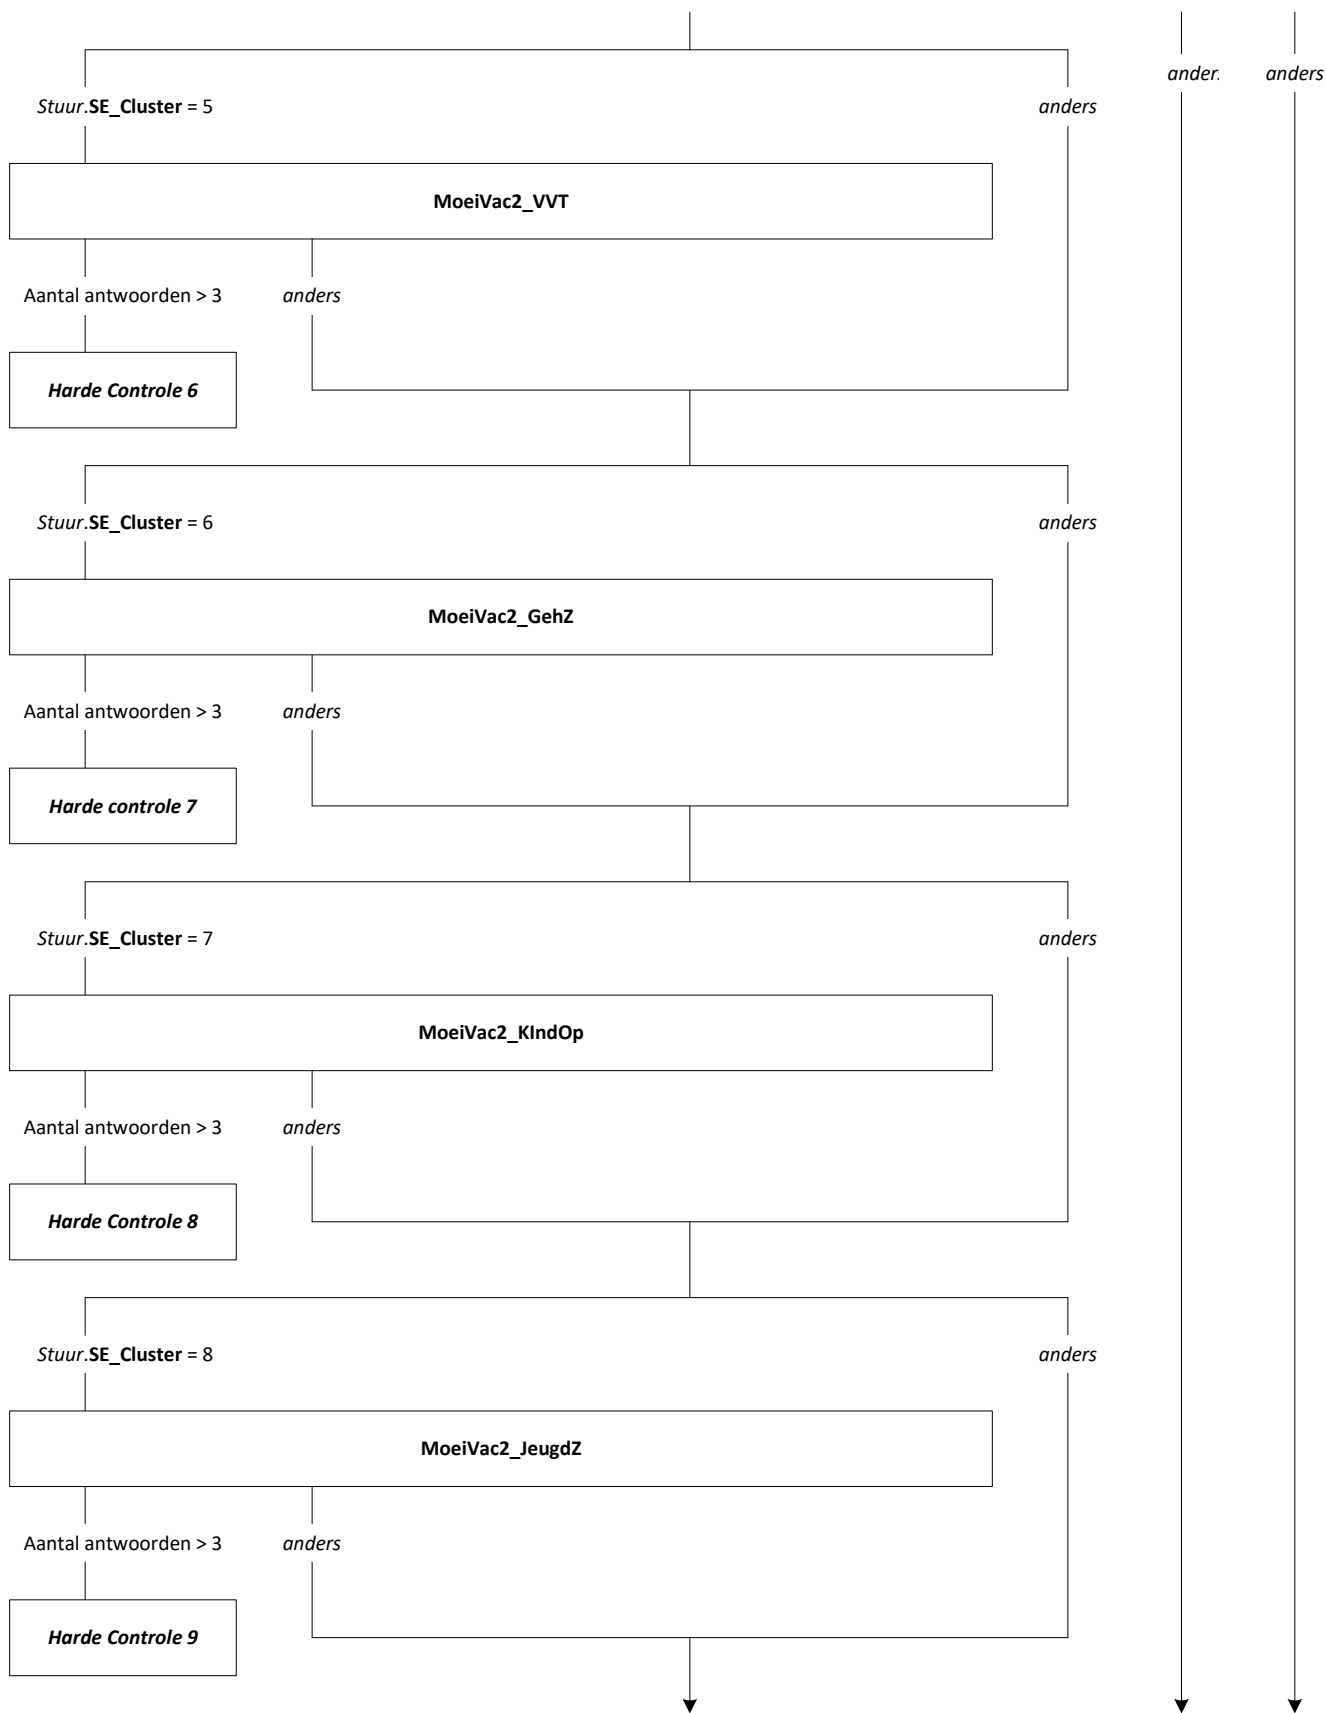 ander. anders
Stuur.SE_Cluster = 5 anders
MoeiVac2_VVT
Aantal antwoorden > 3 anders
Harde Controle 6
Stuur.SE_Cluster = 6 anders
MoeiVac2_GehZ
Aantal antwoorden > 3 anders
Harde controle 7
Stuur.SE_Cluster = 7 anders
MoeiVac2_KIndOp
Aantal antwoorden > 3 anders
Harde Controle 8
Stuur.SE_Cluster = 8 anders
MoeiVac2_JeugdZ
Aantal antwoorden > 3 anders
Harde Controle 9